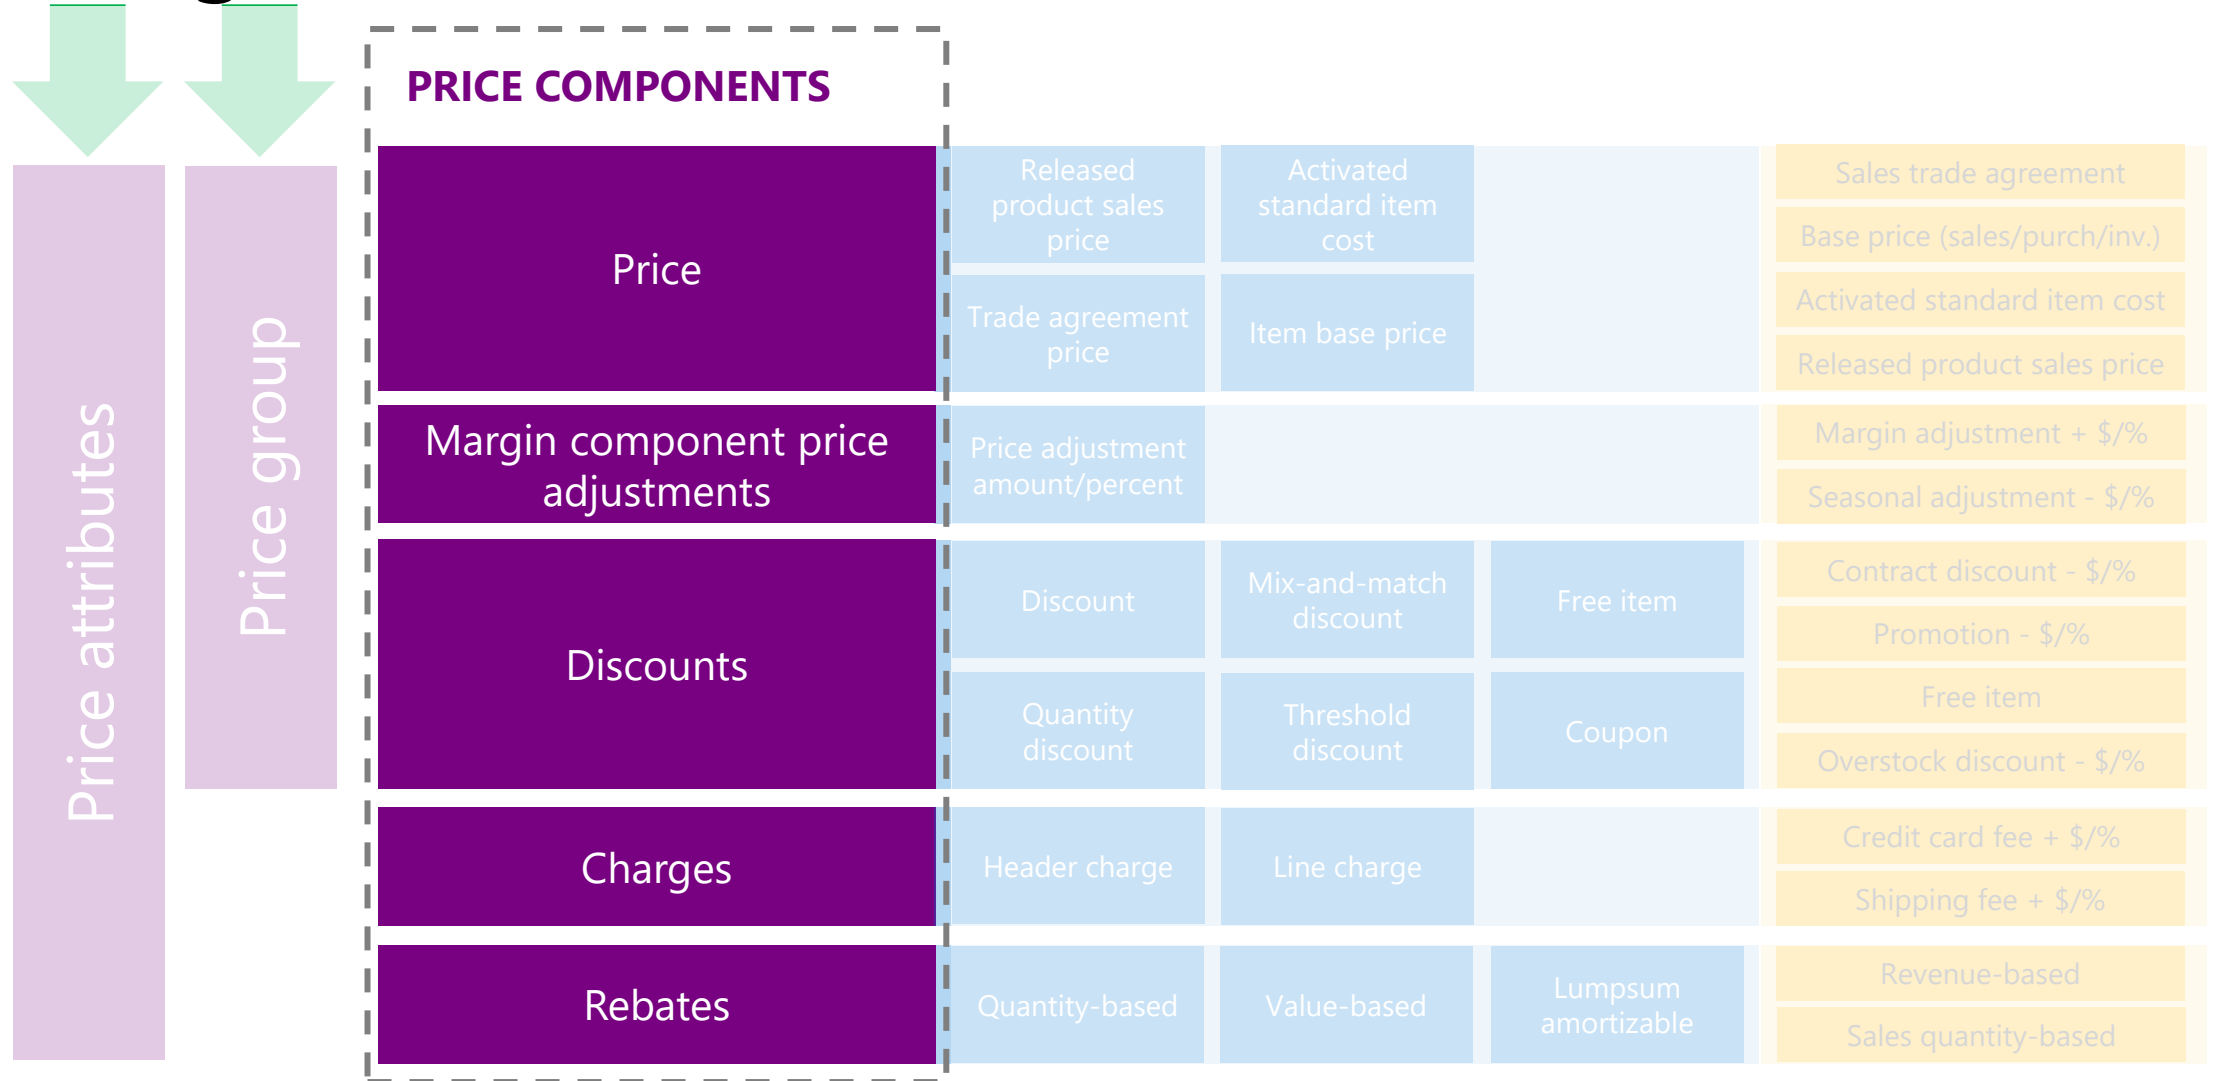 PRICE COMPONENTS
Price attributes
Price group
Price
Released
product sales
price
Activated
standard item
cost
Trade agreement
price
Item base price
Sales trade agreement
Base price (sales/purch/inv.)
Activated standard item cost
Released product sales price
Margin component price
adjustments
Price adjustment
amount/percent
Margin adjustment + $/%
Seasonal adjustment - $/%
Discounts
Discount
Mix-and-match
discount
Free item
Quantity
discount
Threshold
discount
Coupon
Contract discount - $/%
Promotion - $/%
Free item
Overstock discount - $/%
Charges
Header charge
Line charge
Credit card fee + $/%
Shipping fee + $/%
Rebates
Quantity-based
Value-based
Lumpsum
amortizable
Revenue-based
Sales quantity-based